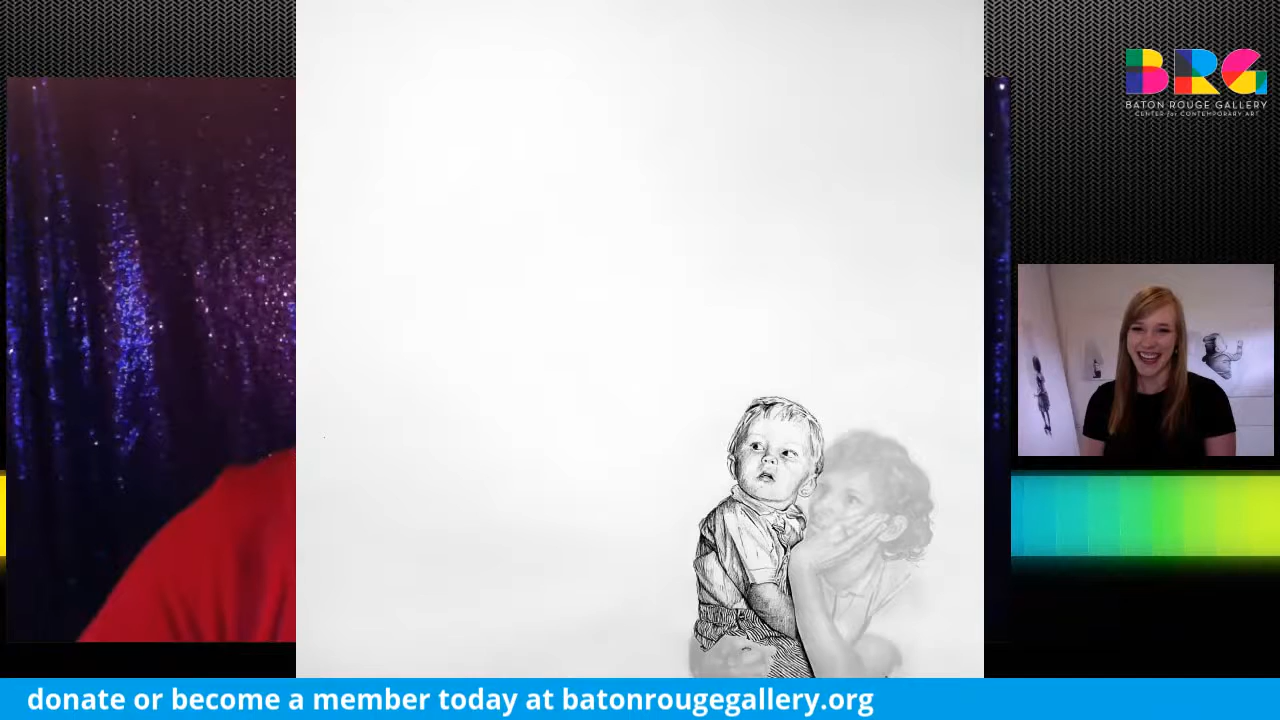 BRG
BATON ROUGE GALLERY
CENTER for CONTEMPORARY ART
donate or become a member today at batonrougegallery.org